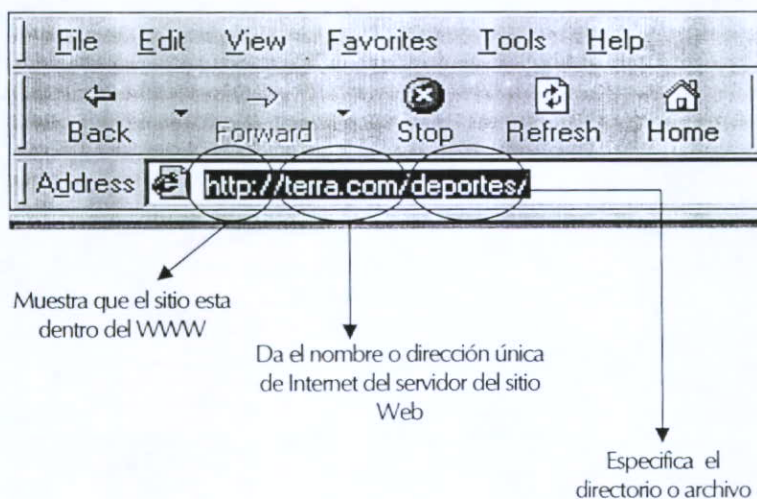 File Edit View Favorites Tools Help
Back Forward Stop Refresh Home
Address http://terra.com/deportes/
Muestra que el sitio esta
dentro del WWW
Da el nombre o dirección única
de Internet del servidor del sitio
Web
Especifica el
directorio o archivo